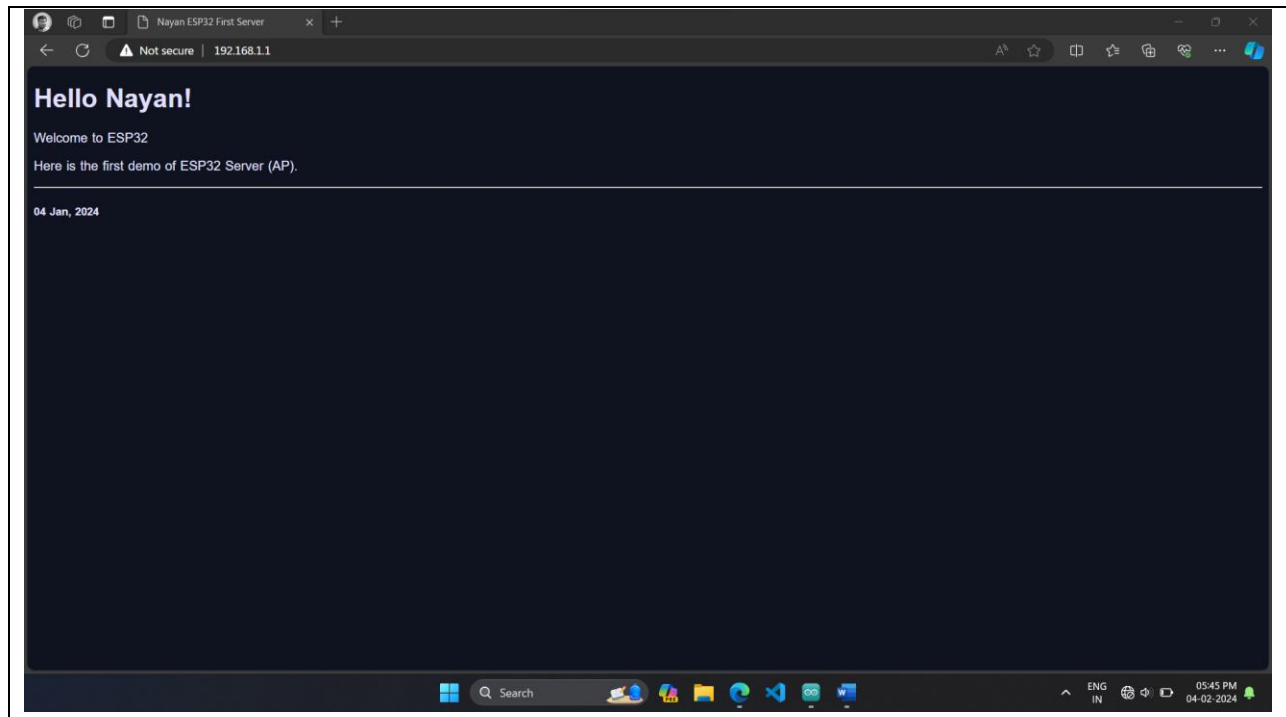 Nayan ESP32 First Server
Not secure | 192.168.1.1
Hello Nayan!
Welcome to ESP32
Here is the first demo of ESP32 Server (AP).
04 Jan, 2024
Search
ENG
IN
05:45 PM
04-02-2024